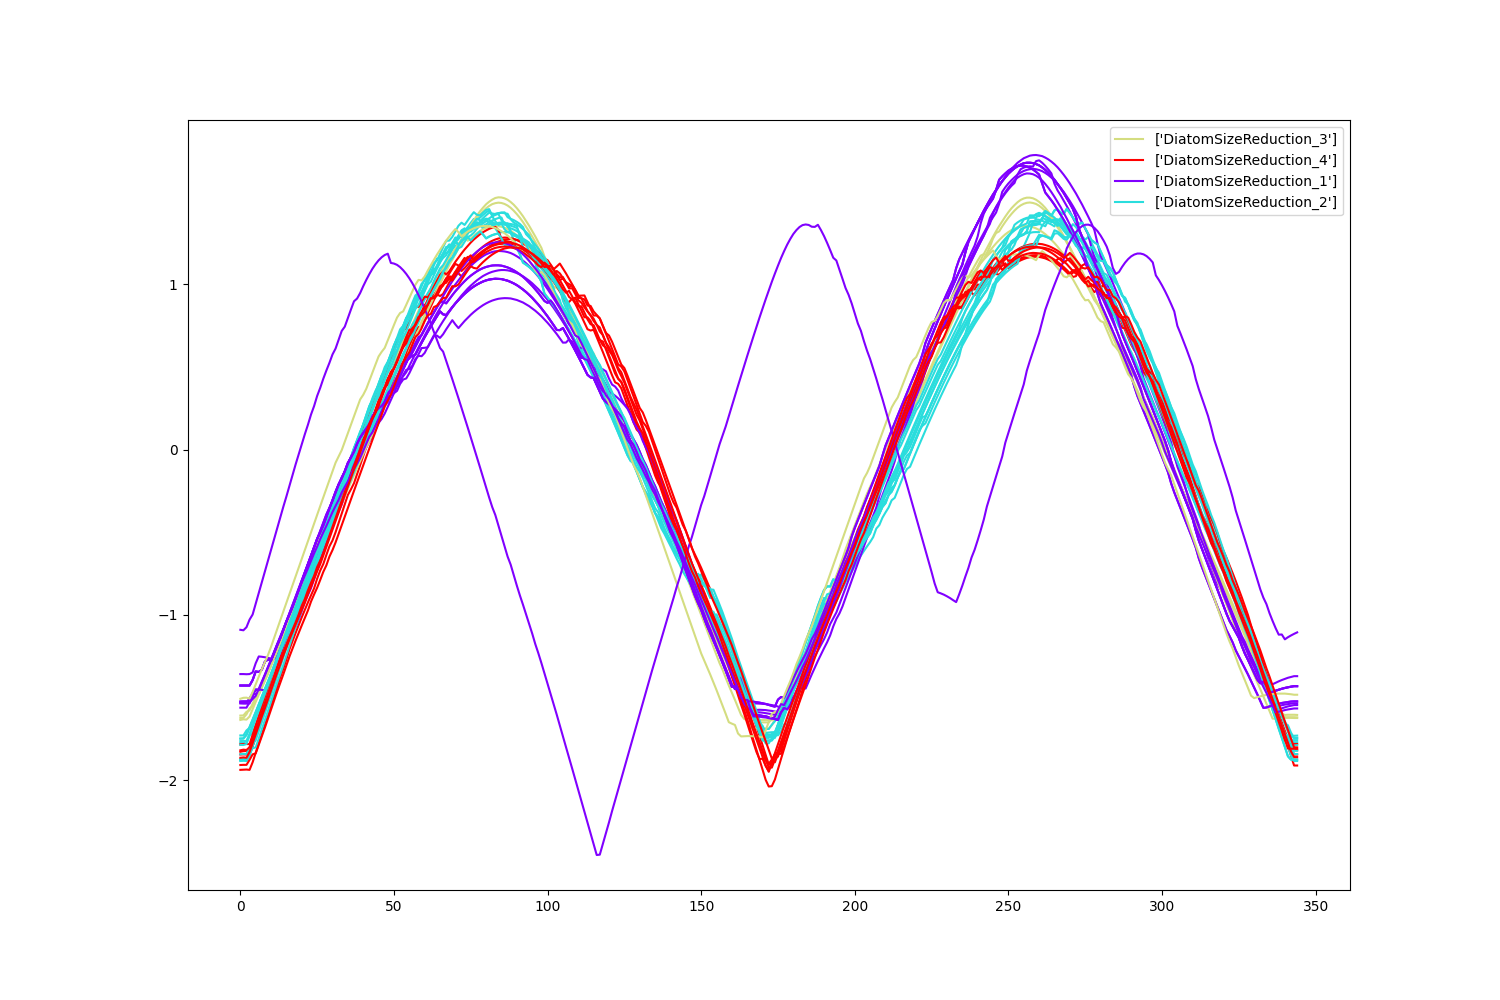 ['DiatomSizeReduction_3']
['DiatomSizeReduction_4']
['DiatomSizeReduction_1']
['DiatomSizeReduction_2']
1
0
−1
−2
0 50 100 150 200 250 300 350